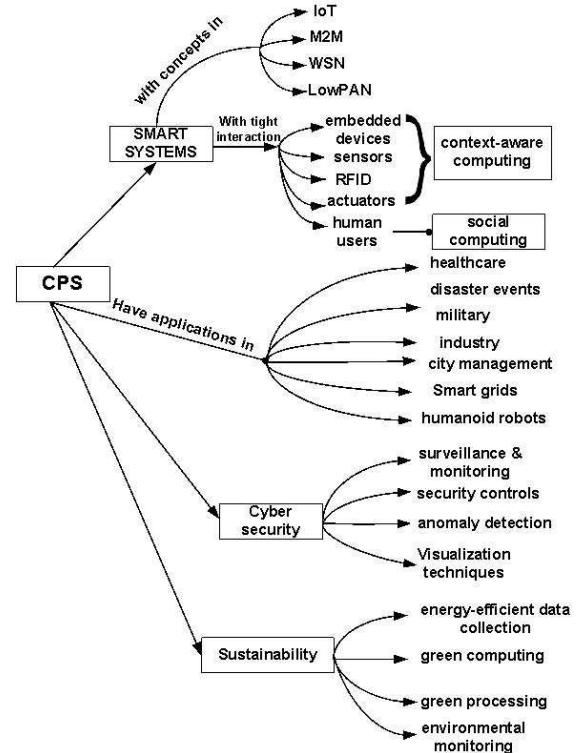 IoT
M2M
WSN
LowPAN
with concepts in
SMART
SYSTEMS
With tight
interaction
embedded
devices
sensors
RFID
actuators
human
users
context-aware
computing
social
computing
CPS
Have applications in
healthcare
disaster events
military
industry
city management
Smart grids
humanoid robots
Cyber
security
surveillance &
monitoring
security controls
anomaly detection
Visualization
techniques
Sustainability
energy-efficient data
collection
green computing
green processing
environmental
monitoring